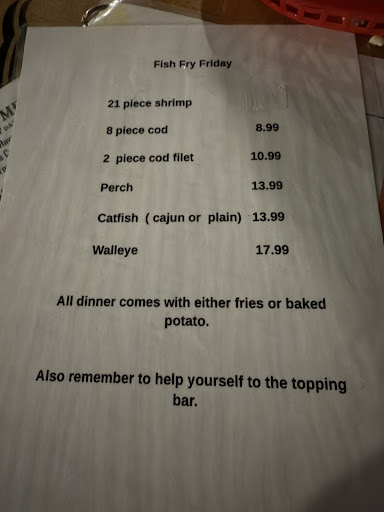 Fish Fry Friday
21 piece shrimp
8 piece cod 8.99
2 piece cod filet 10.99
Perch 13.99
Catfish ( cajun or plain) 13.99
Walleye 17.99
All dinner comes with either fries or baked
potato.
Also remember to help yourself to the topping
bar.